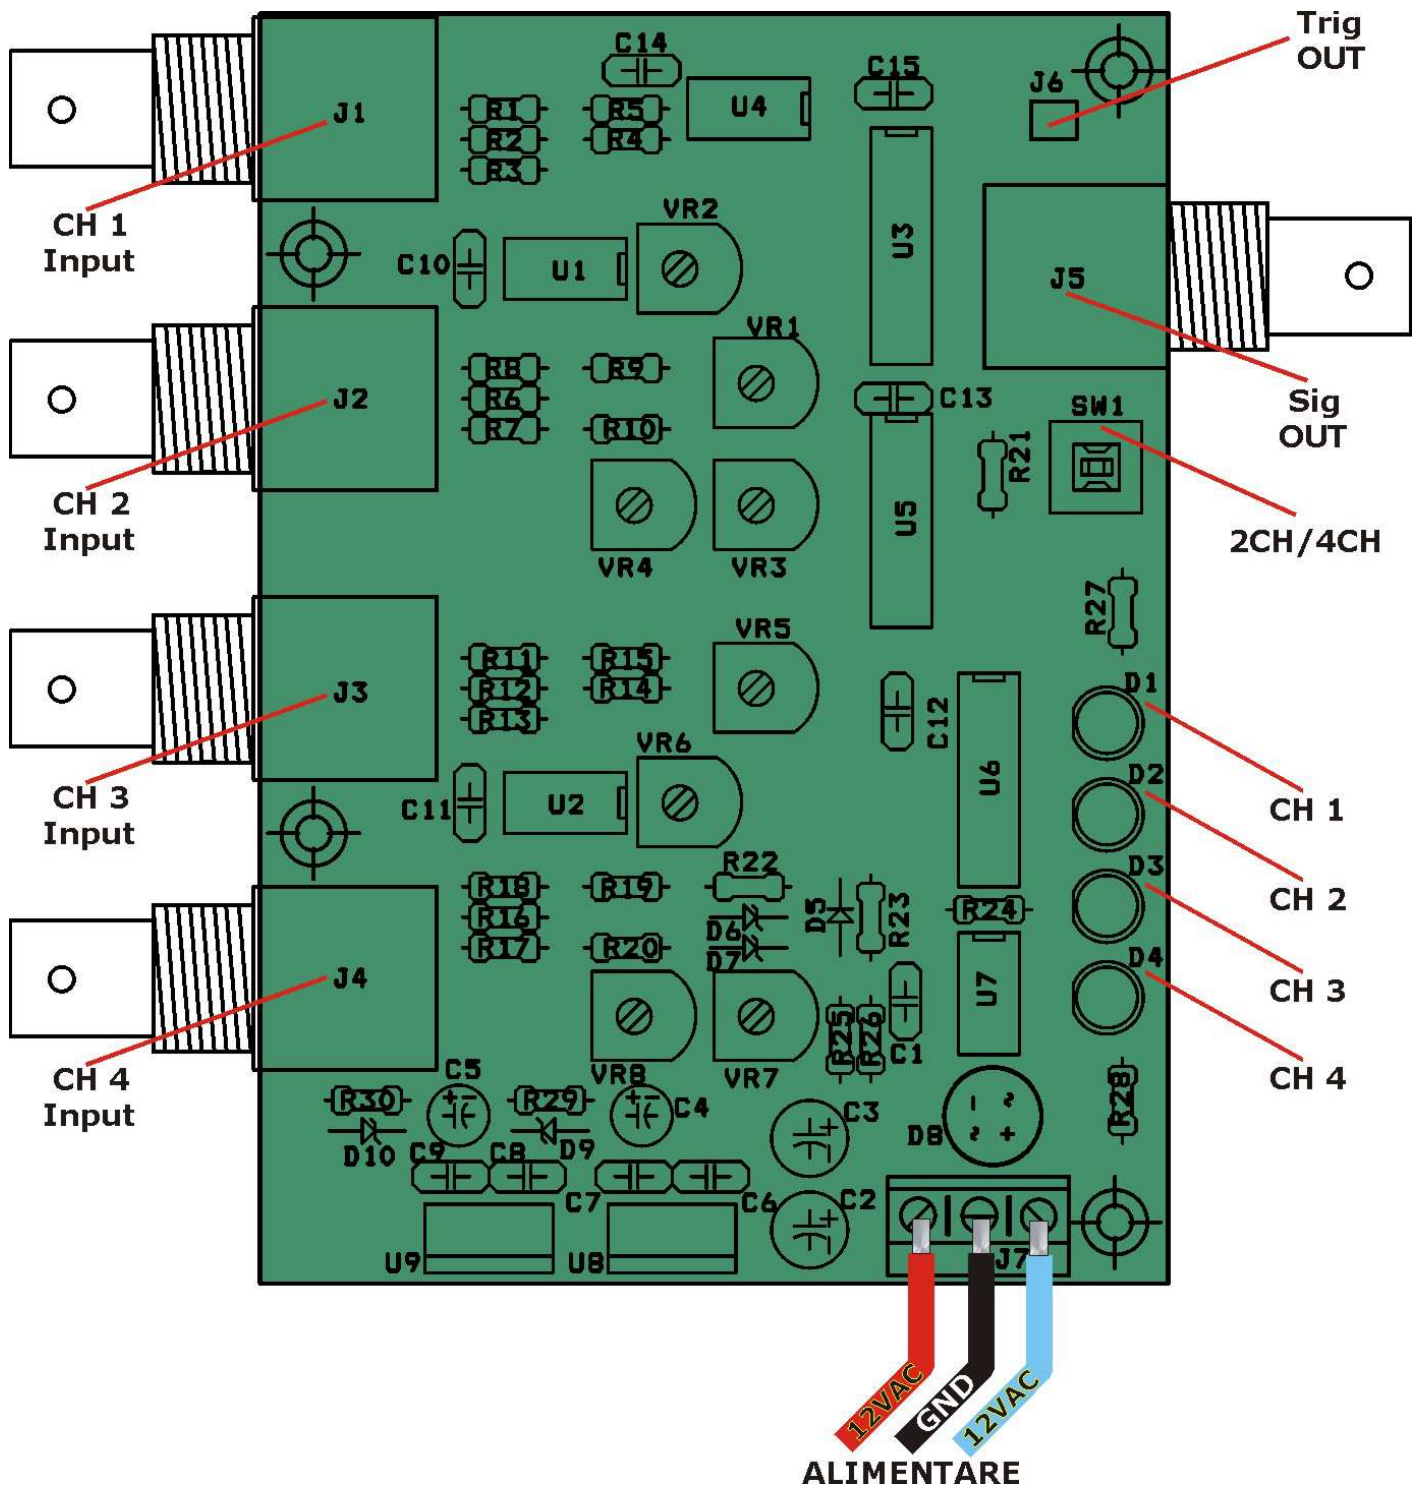 Trig
OUT
C14
C15
J6
J1
R1
R5
U4
R2
R4
R3
CH 1
Input
VR2
U3
C10
U1
J5
VR1
R8
R9
J2
R6
C13
SW1
Sig
OUT
R7
R10
R21
CH 2
Input
U5
2CH/4CH
VR4
VR3
R27
VR5
R11
R15
J3
R12
R14
R13
D1
C12
VR6
U6
D2
CH 3
Input
C11
U2
CH 1
R22
D3
R18
R19
CH 2
R16
D6
D5
R23
R24
R17
R20
D7
D4
J4
U7
CH 3
R25
R26
C1
CH 4
Input
C5
VR8
VR7
CH 4
R30
R29
C4
C3
R28
D10
C9
C8
D9
D8
C7
C6
C2
U9
U8
J7
12VAC
GND
12VAC
ALIMENTARE